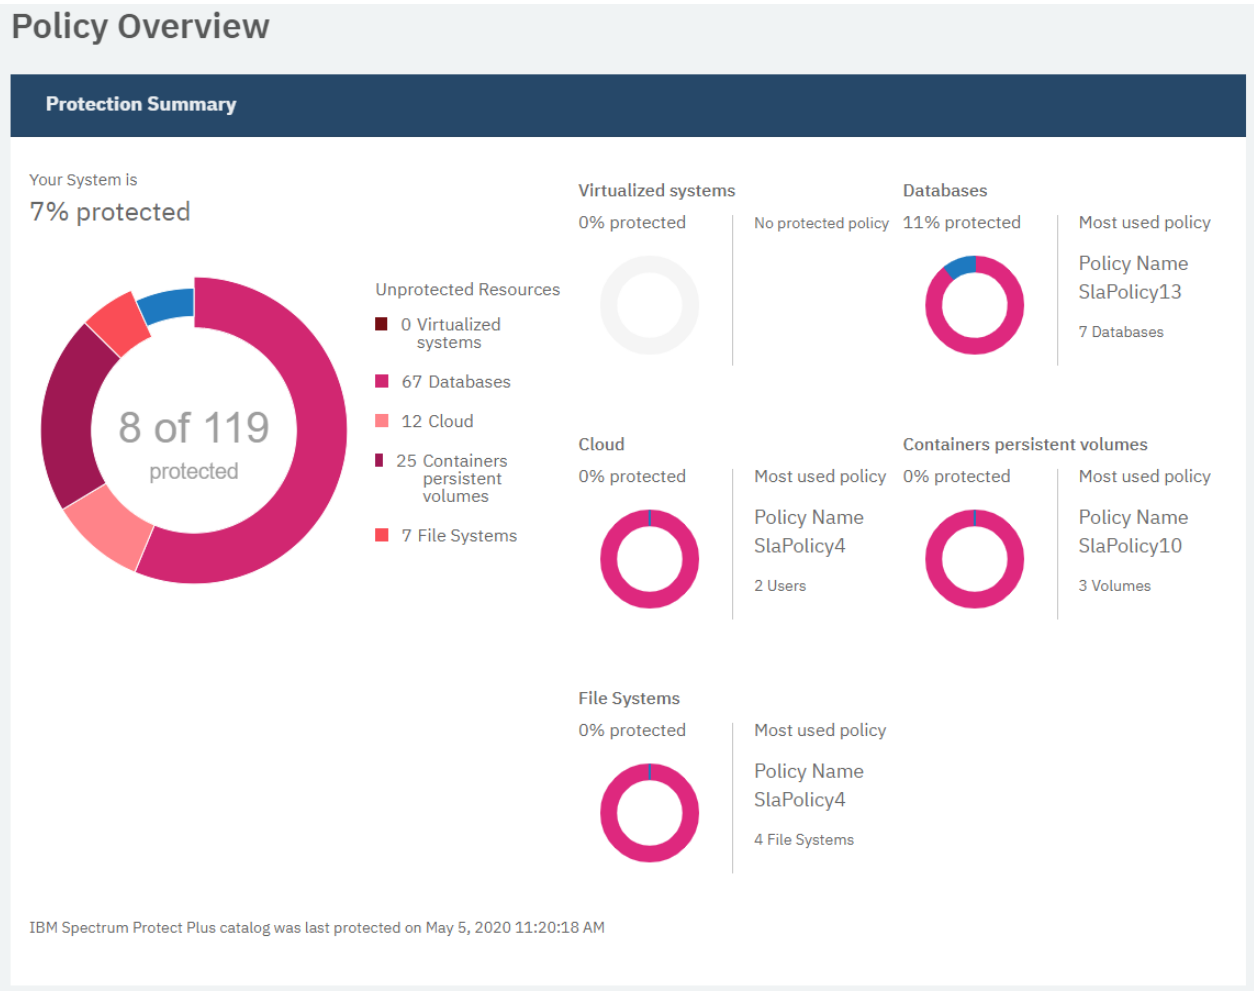 Policy Overview
Protection Summary
Your System is
7% protected
8 of 119
protected
Unprotected Resources
0 Virtualized
systems
67 Databases
12 Cloud
25 Containers
persistent
volumes
7 File Systems
Virtualized systems
0% protected
No protected policy
Databases
11% protected
Most used policy
Policy Name
SlaPolicy13
7 Databases
Cloud
0% protected
Most used policy
Policy Name
SlaPolicy4
2 Users
Containers persistent volumes
0% protected
Most used policy
Policy Name
SlaPolicy10
3 Volumes
File Systems
0% protected
Most used policy
Policy Name
SlaPolicy4
4 File Systems
IBM Spectrum Protect Plus catalog was last protected on May 5, 2020 11:20:18 AM